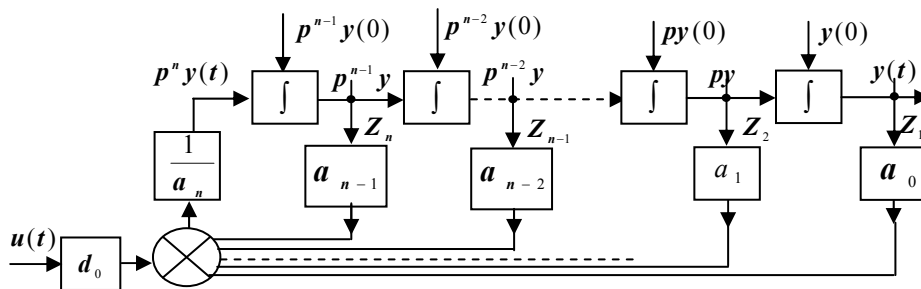 p^{n-1} y(0) p^{n-2} y(0) py(0) y(0)
p^n y(t) ∫ p^{n-1} y ∫ p^{n-2} y ∫ py ∫ y(t)
Z_n Z_{n-1} Z_2 Z_1
1/a_n a_{n-1} a_{n-2} a_1 a_0
u(t) d_0